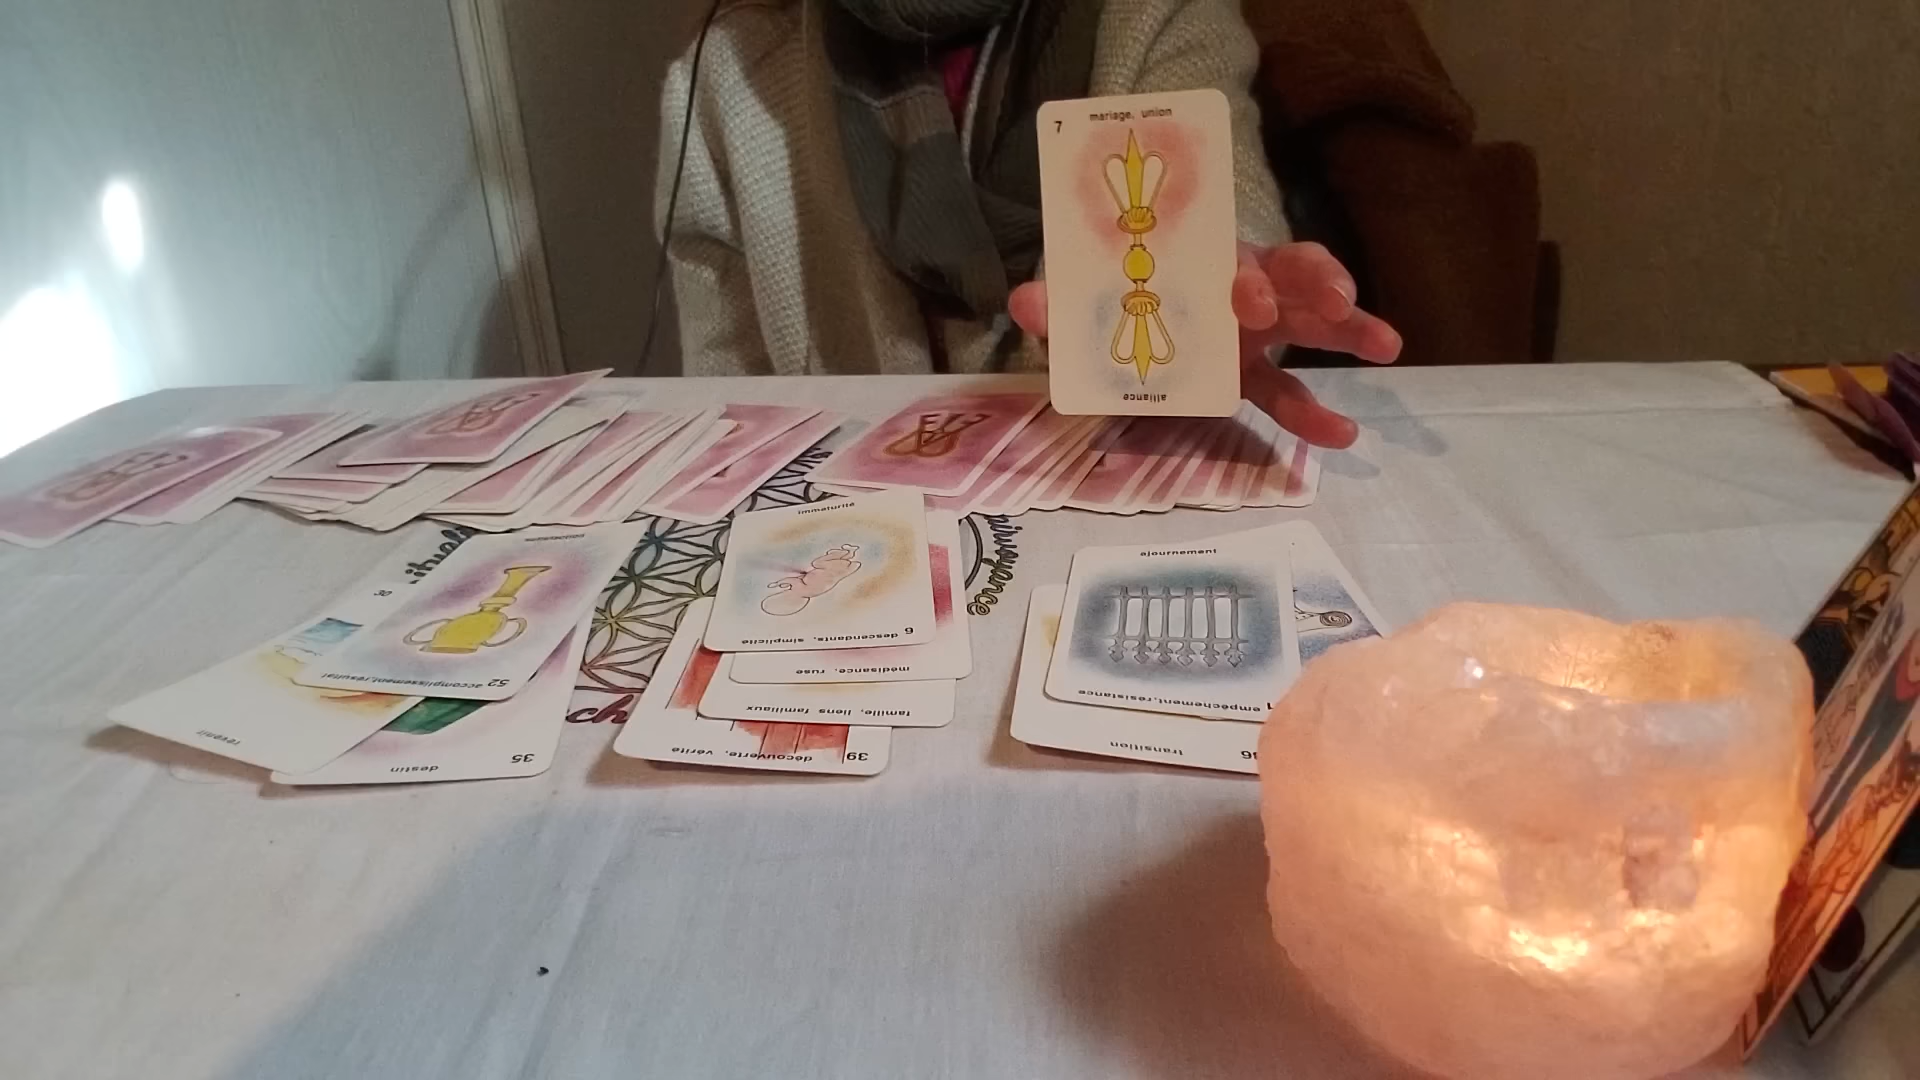 7
mariage, union
alliance
immaturité
6
descendants, simplicité
médisance, ruse
famille, liens familiaux
39
découverte, vérité
52
accomplissement,résultat
revenir
35
destin
ajournement
empêchement,résistance
transition